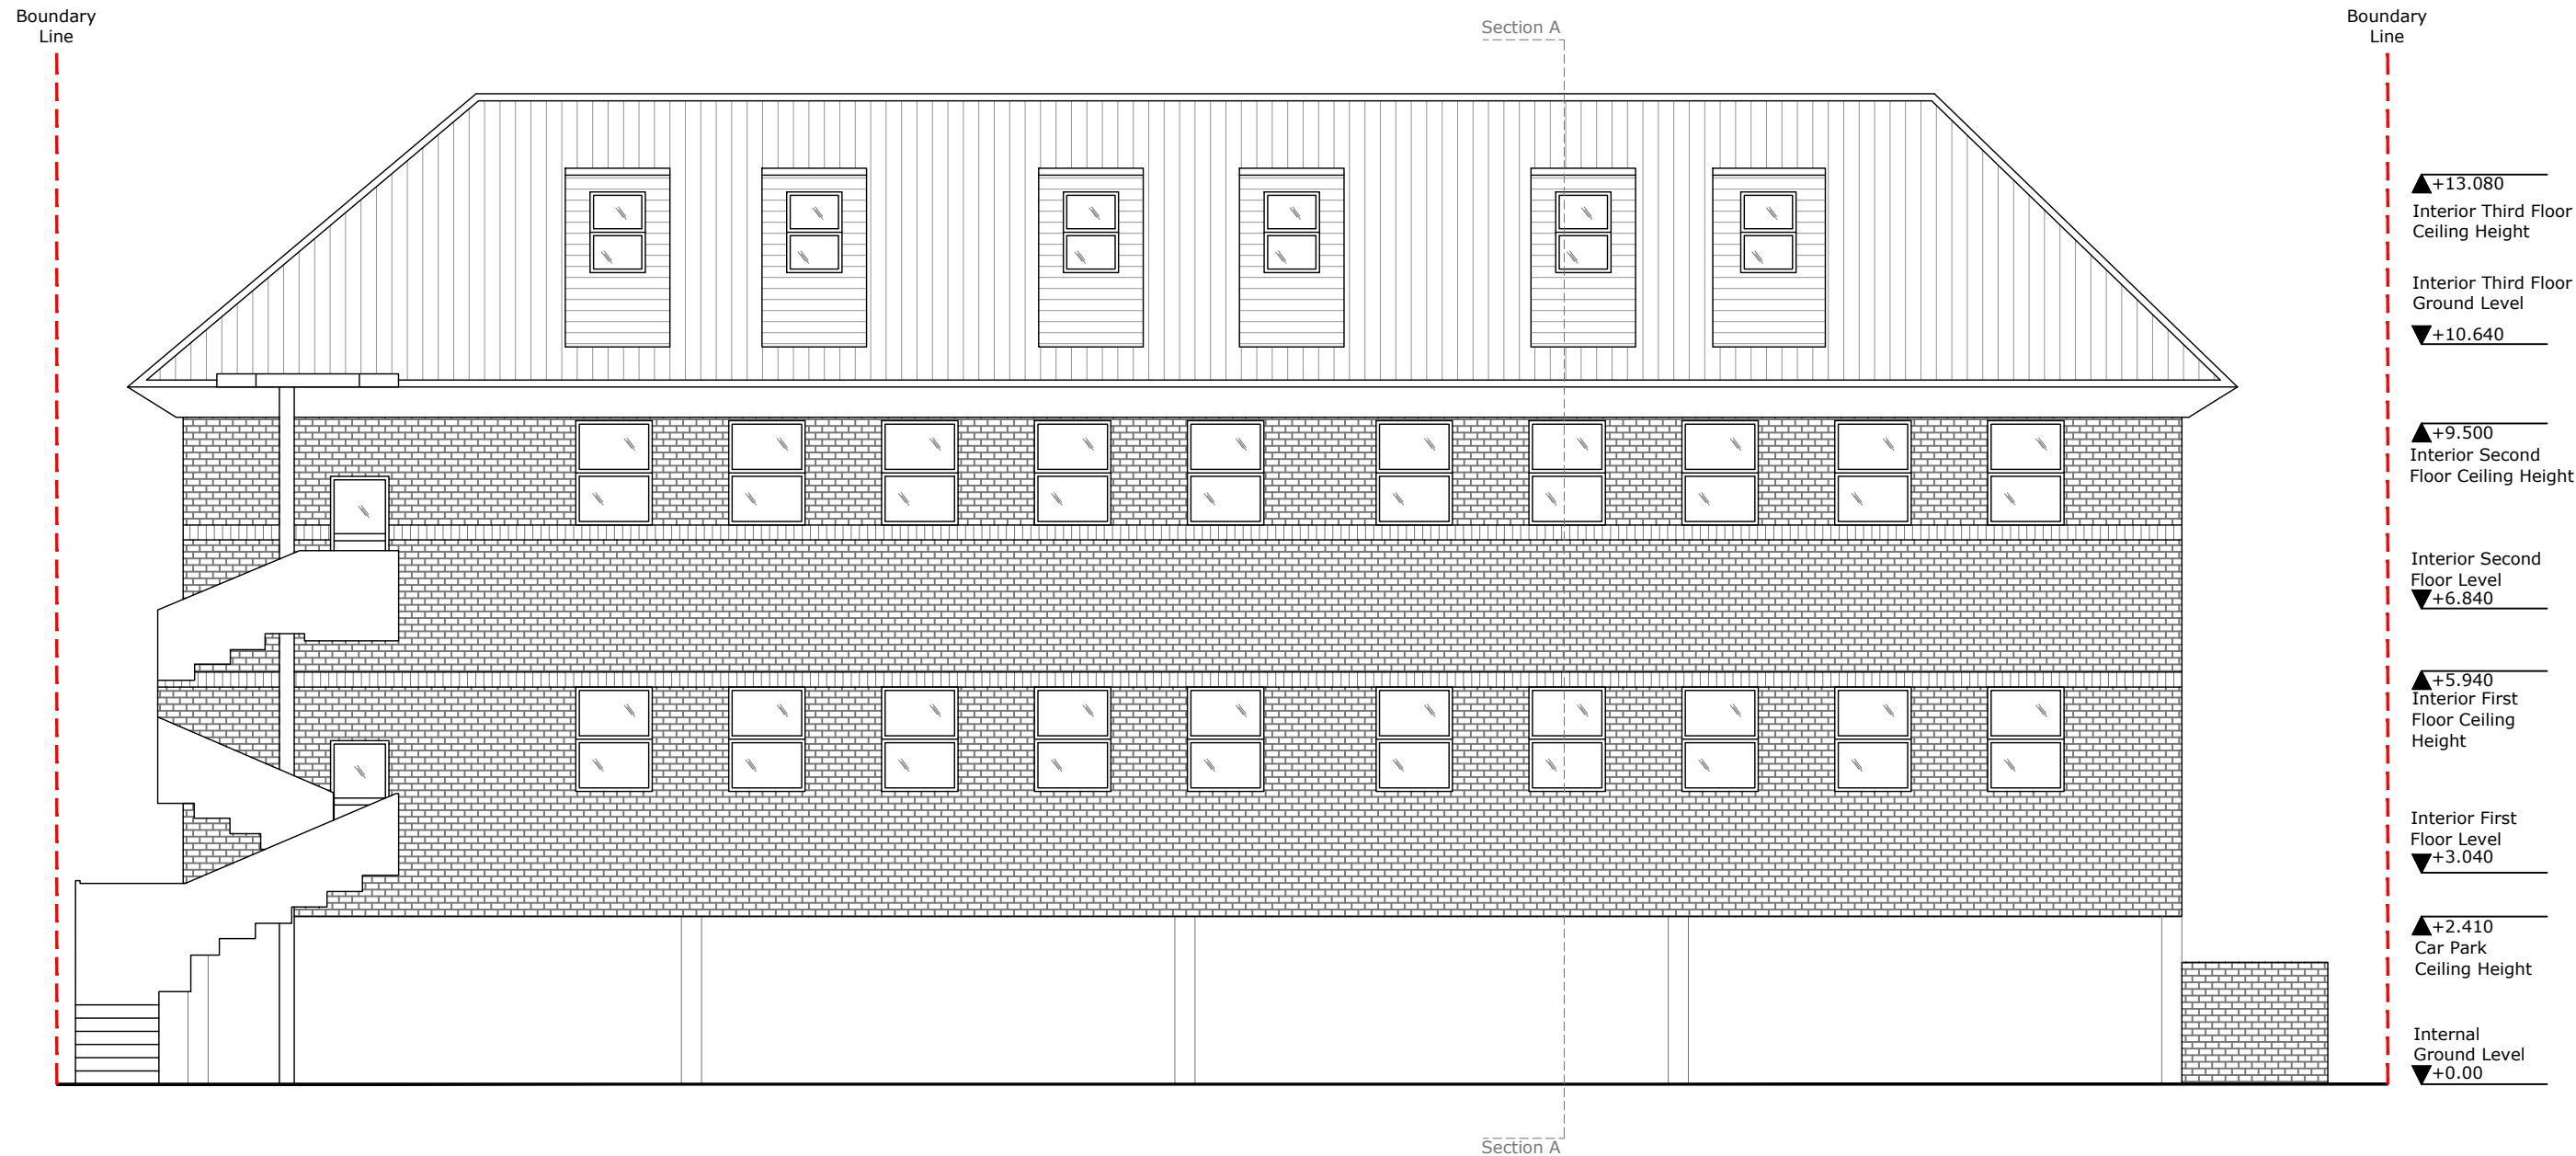 Boundary
Line
Section A
Boundary
Line
+13.080
Interior Third Floor
Ceiling Height
Interior Third Floor
Ground Level
+10.640
+9.500
Interior Second
Floor Ceiling Height
Interior Second
Floor Level
+6.840
+5.940
Interior First
Floor Ceiling
Height
Interior First
Floor Level
+3.040
+2.410
Car Park
Ceiling Height
Internal
Ground Level
+0.00
Section A